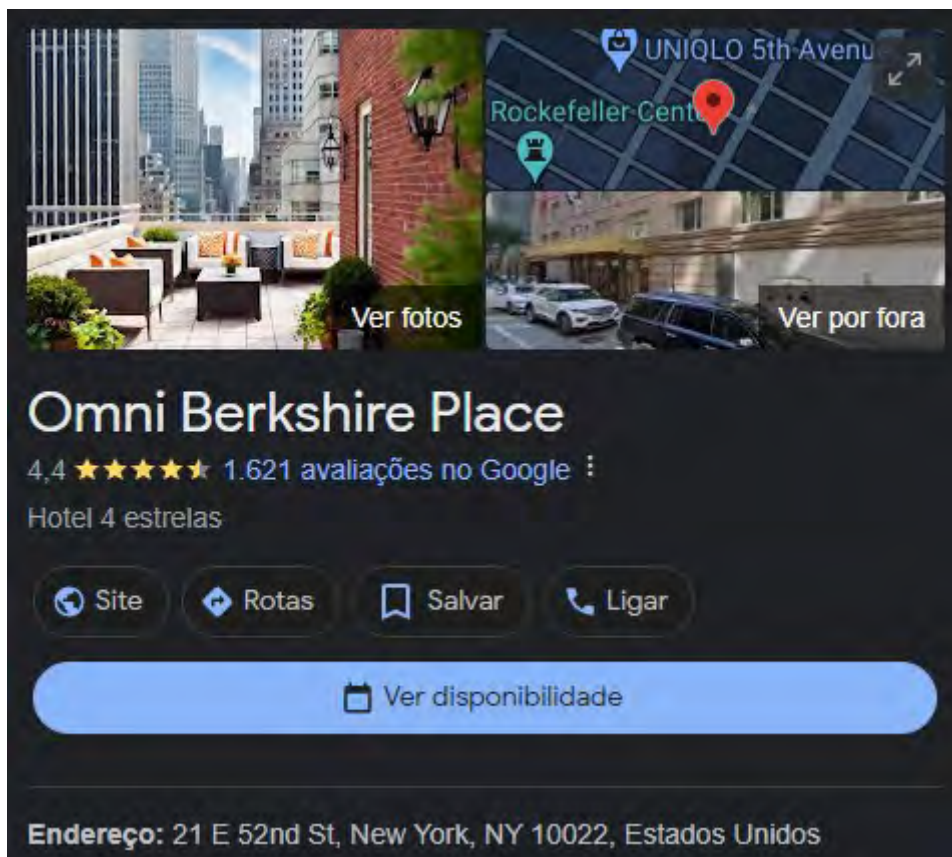 UNIQLO 5th Avenu
Rockefeller Cent
Ver fotos
Ver por fora
Omni Berkshire Place
4,4 1.621 avaliações no Google
Hotel 4 estrelas
Site Rotas Salvar Ligar
Ver disponibilidade
Endereço: 21 E 52nd St, New York, NY 10022, Estados Unidos